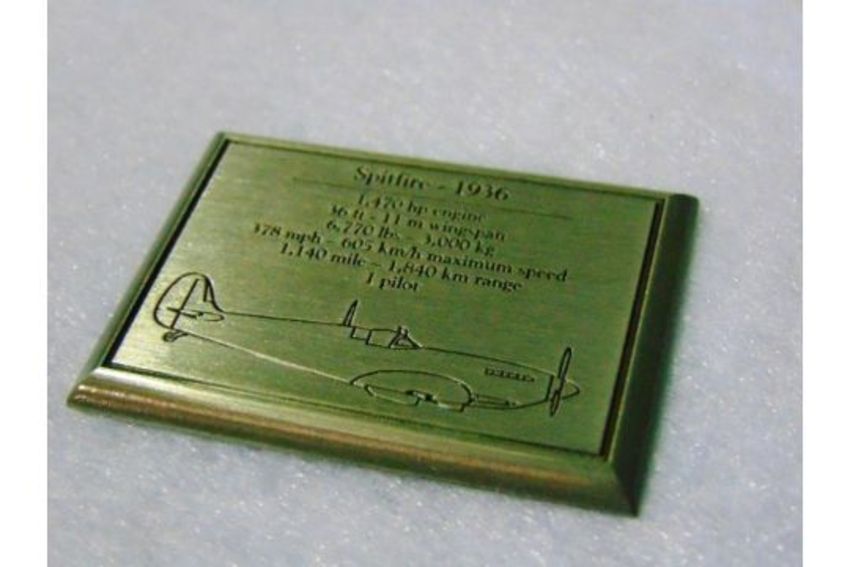 Spitfire - 1936
1,470 hp engine
36 ft - 11 m wingspan
6,770 lbs. - 3,000 kg
378 mph - 605 km/h maximum speed
1,140 mile - 1,840 km range
1 pilot